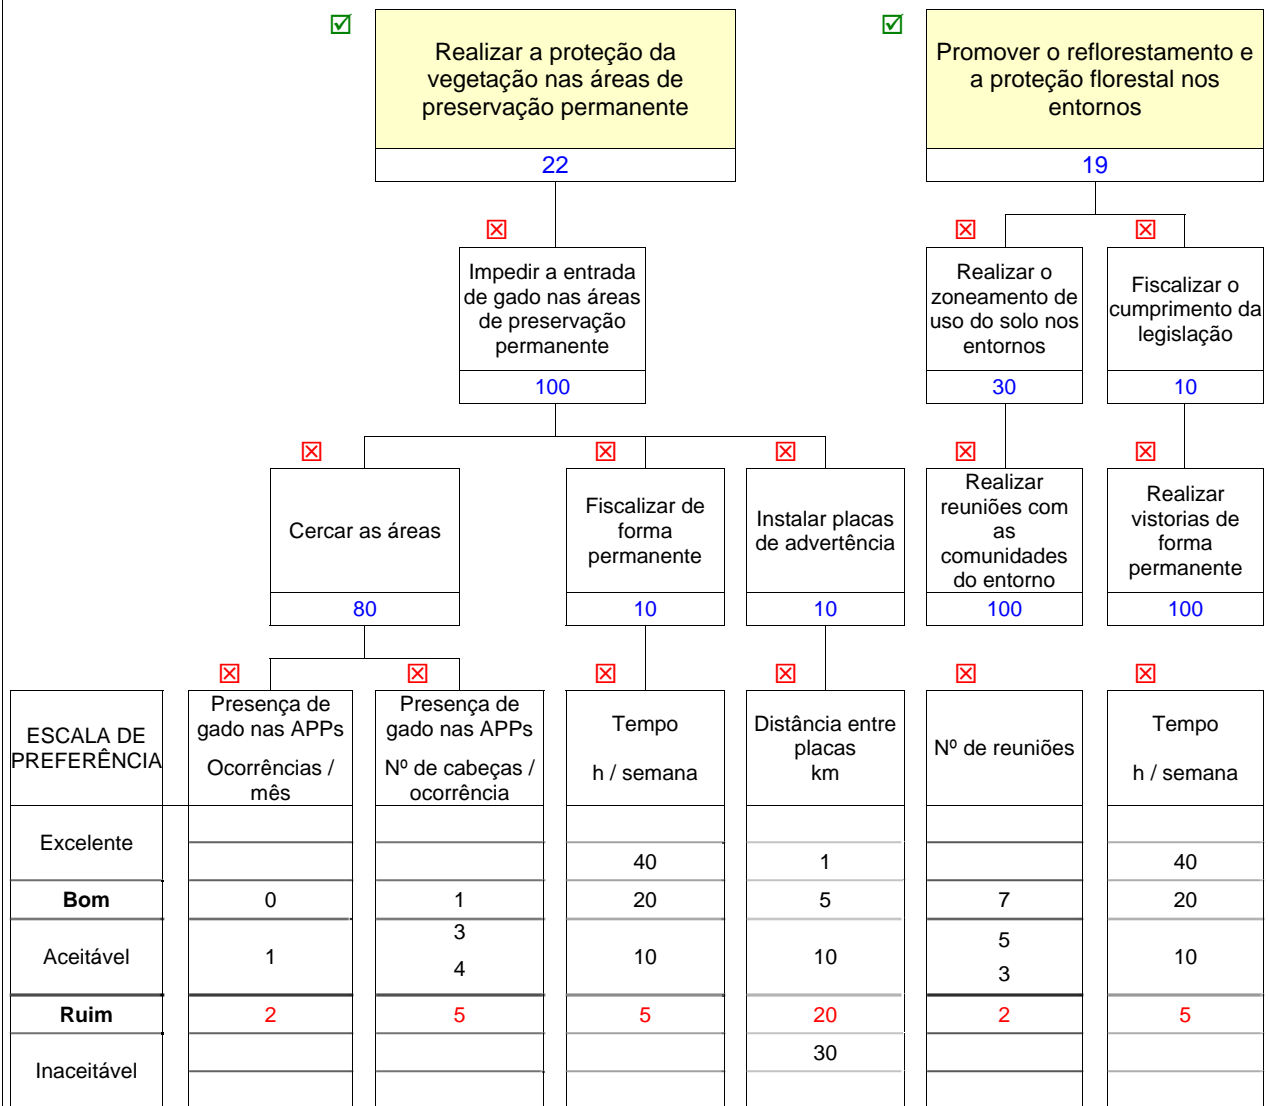 Realizar a proteção da
vegetação nas áreas de
preservação permanente
22
Promover o reflorestamento e
a proteção florestal nos
entornos
19
Impedir a entrada
de gado nas áreas
de preservação
permanente
100
Realizar o
zoneamento de
uso do solo nos
entornos
30
Fiscalizar o
cumprimento da
legislação
10
Cercar as áreas
80
Fiscalizar de
forma
permanente
10
Instalar placas
de advertência
10
Realizar
reuniões com
as
comunidades
do entorno
100
Realizar
vistorias de
forma
permanente
100
ESCALA DE
PREFERÊNCIA
Presença de
gado nas APPs
Ocorrências /
mês
Presença de
gado nas APPs
Nº de cabeças /
ocorrência
Tempo
h / semana
Distância entre
placas
km
Nº de reuniões
Tempo
h / semana
Excelente
40 1 40
Bom 0 1 20 5 7 20
Aceitável 1 3 4 10 10 5 3 10
Ruim 2 5 5 20 2 5
Inaceitável 30